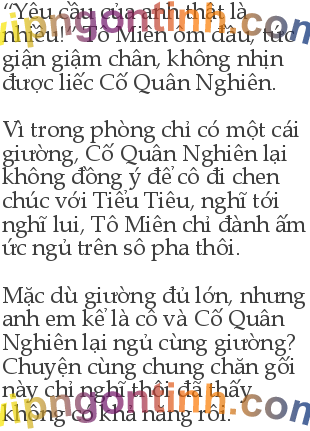 “Yêu cầu của anh thật là
nhiều!” Tô Miên ôm đầu, tức
giận giậm chân, không nhịn
được liếc Cố Quân Nghiên.
Vì trong phòng chỉ có một cái
giường, Cố Quân Nghiên lại
không đồng ý để cô đi chen
chúc với Tiểu Tiêu, nghĩ tới
nghĩ lui, Tô Miên chỉ đành ấm
ức ngủ trên sô pha thôi.
Mặc dù giường đủ lớn, nhưng
anh em kể là cô và Cố Quân
Nghiên lại ngủ cùng giường?
Chuyện cùng chung chăn gối
này chỉ nghĩ thôi đã thấy
không có khả năng rồi.
vipngontinh.com
vipngontinh.com